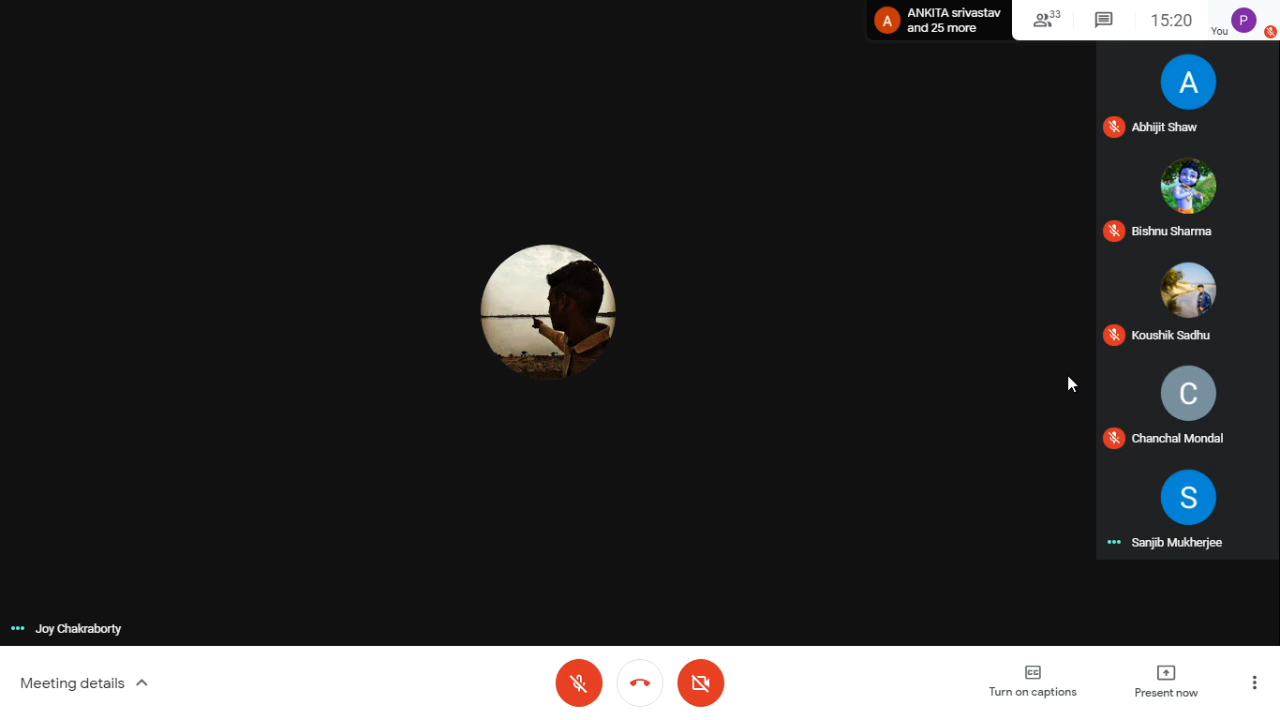 A
ANKITA srivastav
and 25 more
33
15:20
You
P
A
Abhijit Shaw
Bishnu Sharma
Koushik Sadhu
C
Chanchal Mondal
S
Sanjib Mukherjee
Joy Chakraborty
Meeting details
CC
Turn on captions
Present now